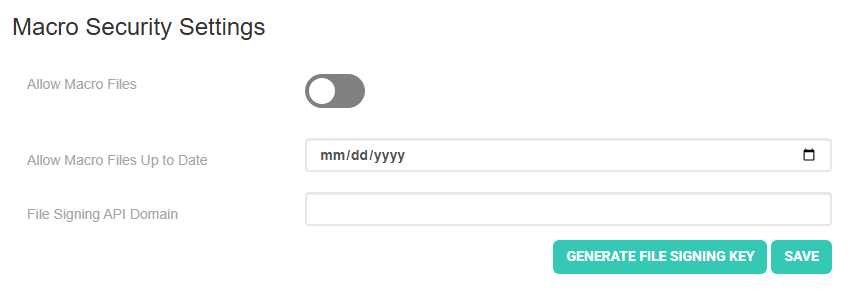 Macro Security Settings
Allow Macro Files
Allow Macro Files Up to Date
mm/dd/yyyy
File Signing API Domain
GENERATE FILE SIGNING KEY
SAVE